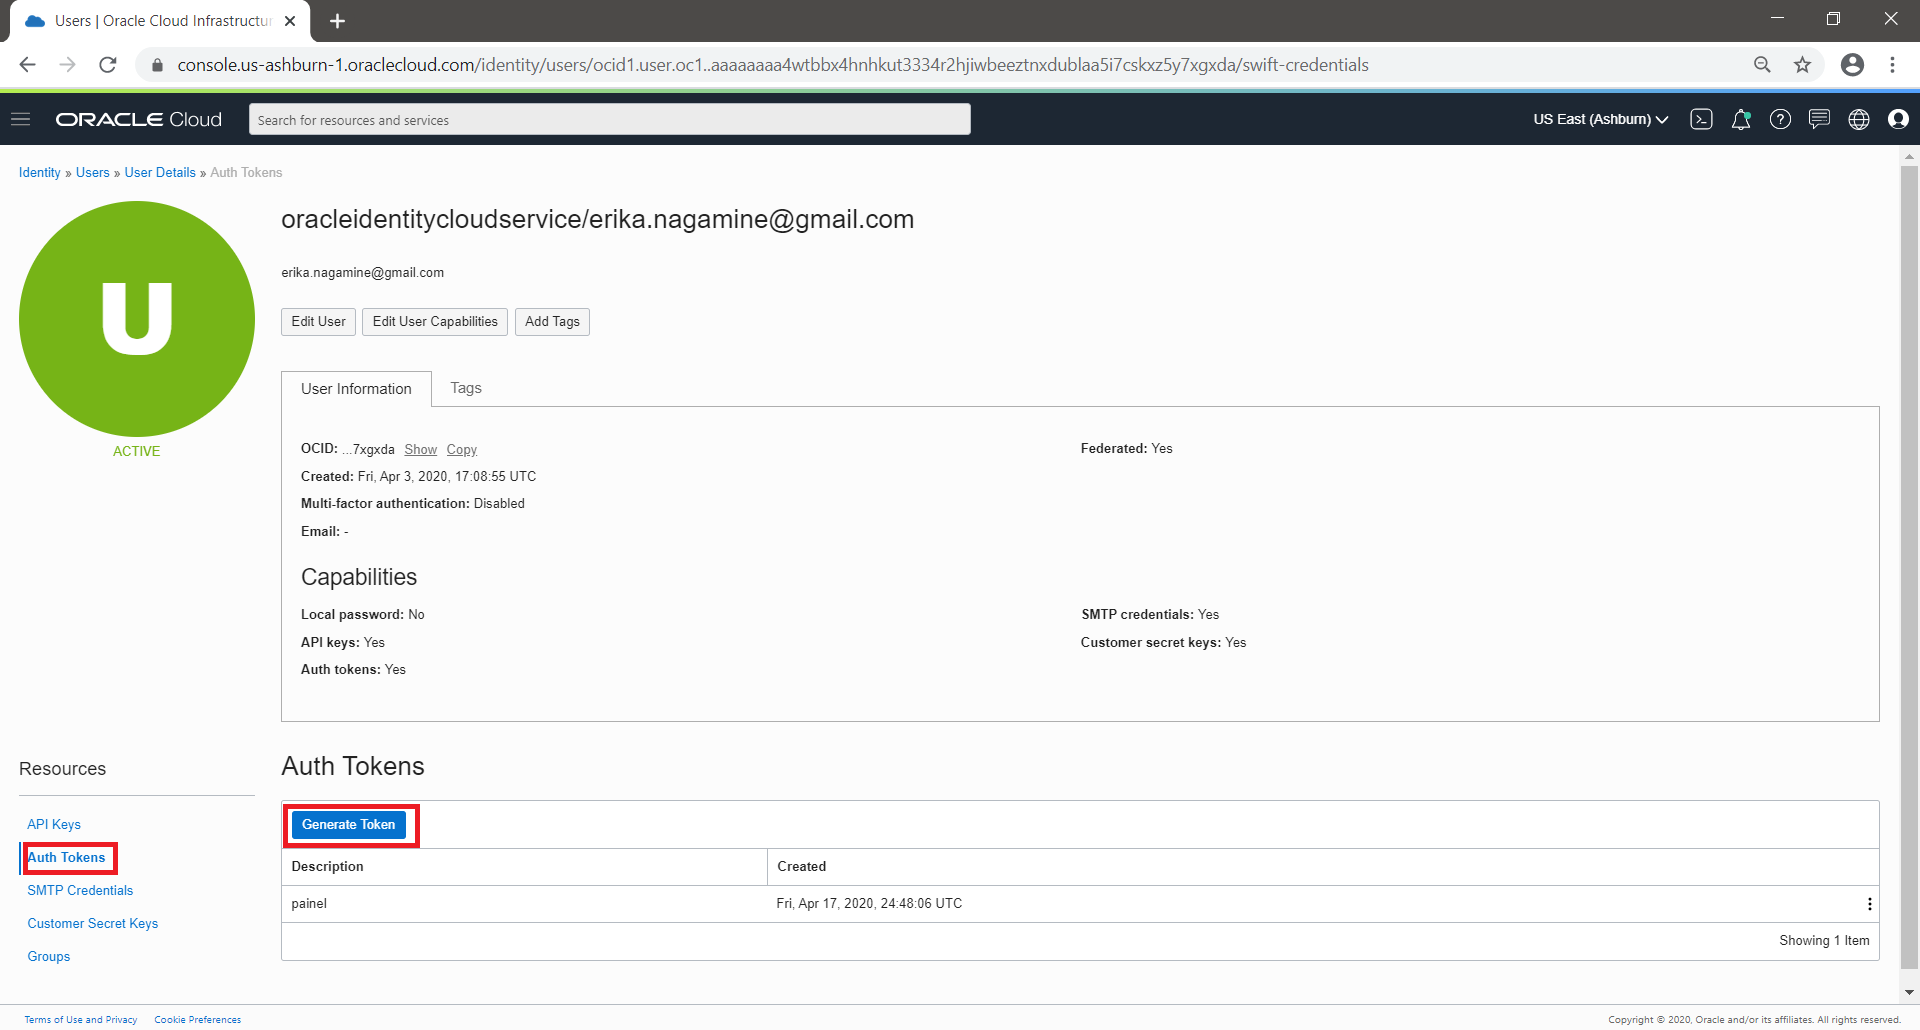 Users | Oracle Cloud Infrastructur
console.us-ashburn-1.oraclecloud.com/identity/users/ocid1.user.oc1..aaaaaaaa4wtbbx4hnhkut3334r2hjiwbeeztnxdublaa5i7cskxz5y7xgxda/swift-credentials
ORACLE Cloud
Search for resources and services
US East (Ashburn)
Identity » Users » User Details » Auth Tokens
U
ACTIVE
oracleidentitycloudservice/erika.nagamine@gmail.com
erika.nagamine@gmail.com
Edit User
Edit User Capabilities
Add Tags
User Information
Tags
OCID: ...7xgxda Show Copy
Federated: Yes
Created: Fri, Apr 3, 2020, 17:08:55 UTC
Multi-factor authentication: Disabled
Email: -
Capabilities
Local password: No
SMTP credentials: Yes
API keys: Yes
Customer secret keys: Yes
Auth tokens: Yes
Resources
API Keys
Auth Tokens
SMTP Credentials
Customer Secret Keys
Groups
Auth Tokens
Generate Token
Description
Created
painel
Fri, Apr 17, 2020, 24:48:06 UTC
Showing 1 Item
Terms of Use and Privacy
Cookie Preferences
Copyright © 2020, Oracle and/or its affiliates. All rights reserved.